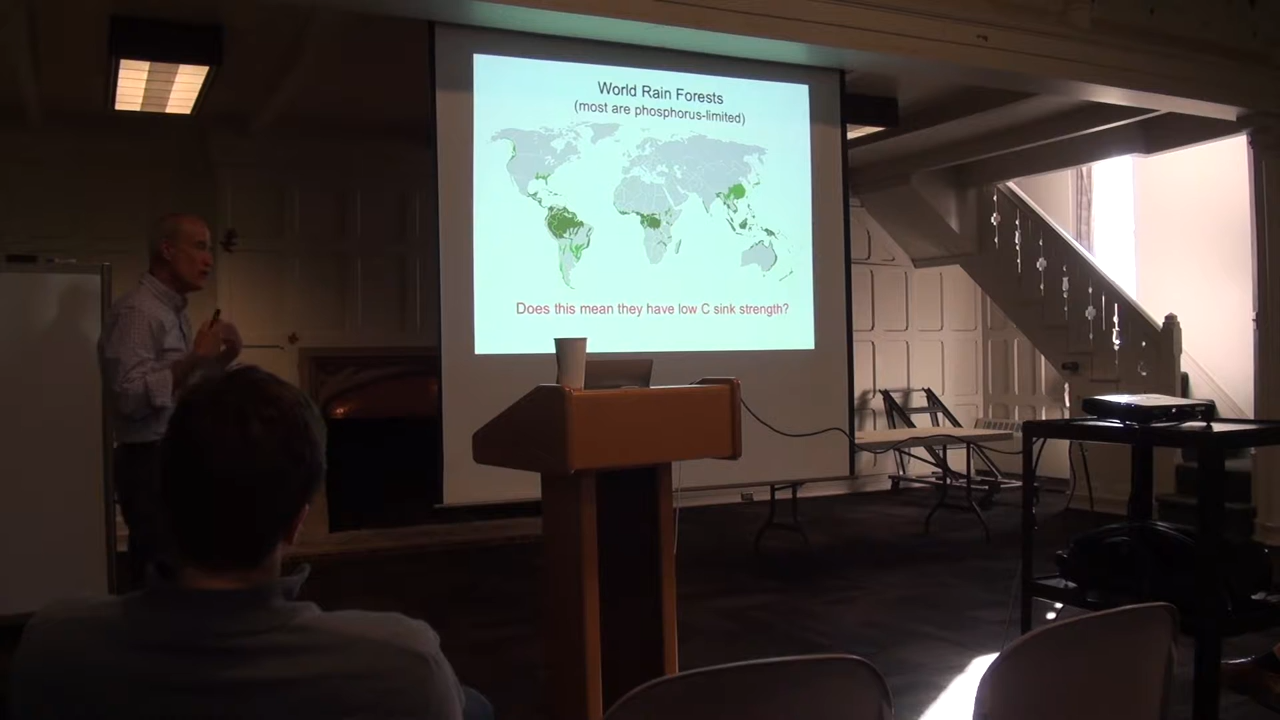 World Rain Forests
(most are phosphorus-limited)
Does this mean they have low C sink strength?